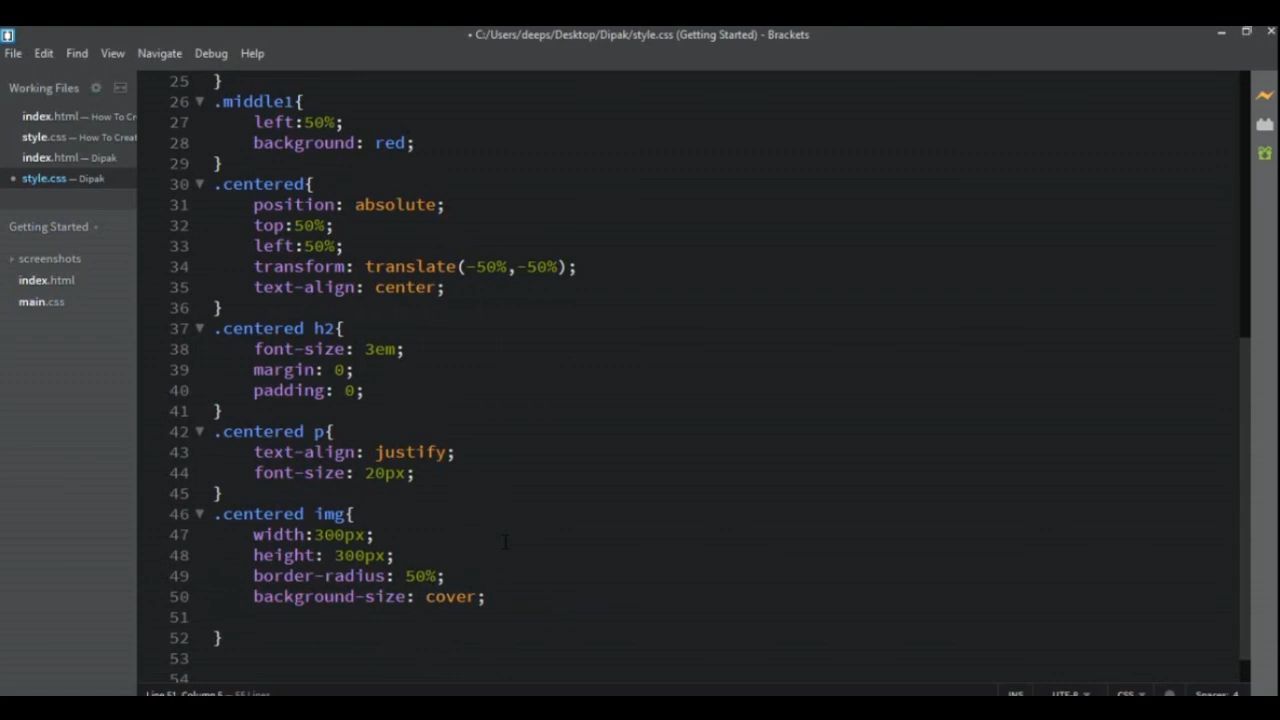 • C:/Users/deeps/Desktop/Dipak/style.css (Getting Started) - Brackets
File Edit Find View Navigate Debug Help
Working Files
index.html — How To Cr
style.css — How To Creat
index.html — Dipak
style.css — Dipak
Getting Started
screenshots
index.html
main.css
25 }
26 .middle1{
27 left:50%;
28 background: red;
29 }
30 .centered{
31 position: absolute;
32 top:50%;
33 left:50%;
34 transform: translate(-50%,-50%);
35 text-align: center;
36 }
37 .centered h2{
38 font-size: 3em;
39 margin: 0;
40 padding: 0;
41 }
42 .centered p{
43 text-align: justify;
44 font-size: 20px;
45 }
46 .centered img{
47 width:300px;
48 height: 300px;
49 border-radius: 50%;
50 background-size: cover;
51
52 }
53
54
Line 51, Column 5 — 55 Lines
INS UTF-8 CSS Spaces: 4